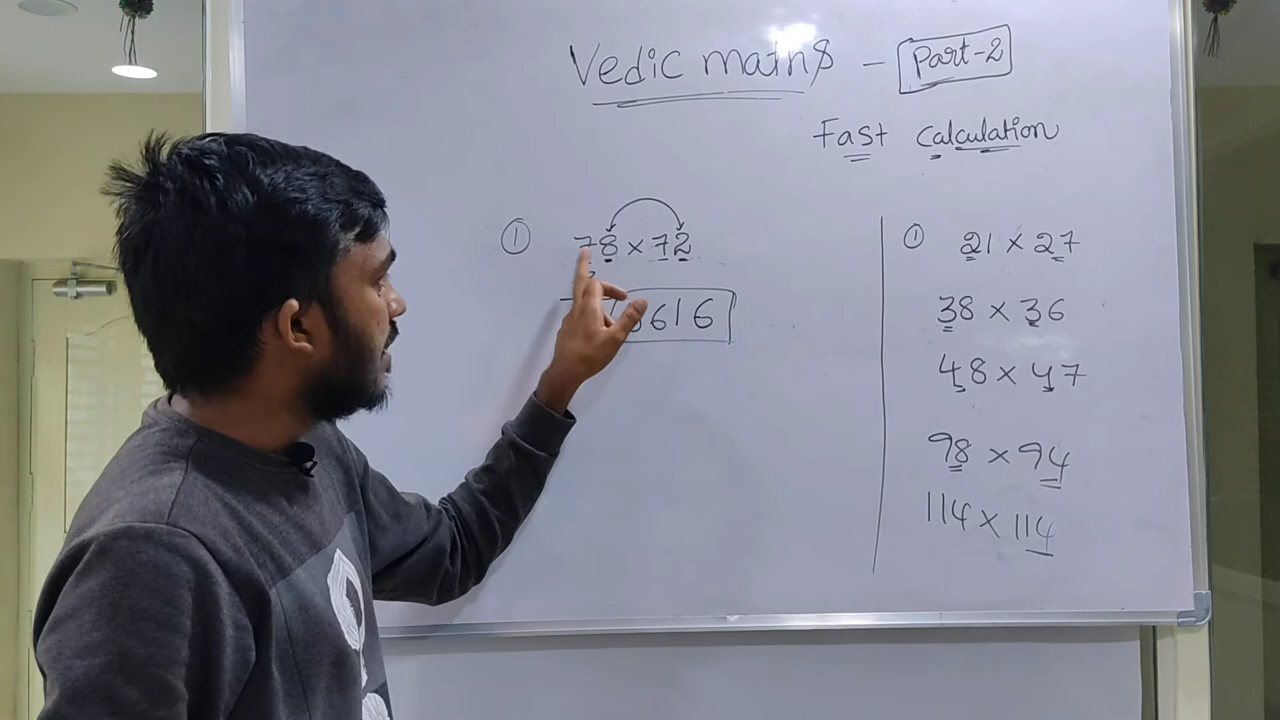 Vedic maths - Part-2
Fast Calculation
① 78 × 72
5616
① 21 × 27
38 × 36
48 × 47
98 × 94
114 × 114